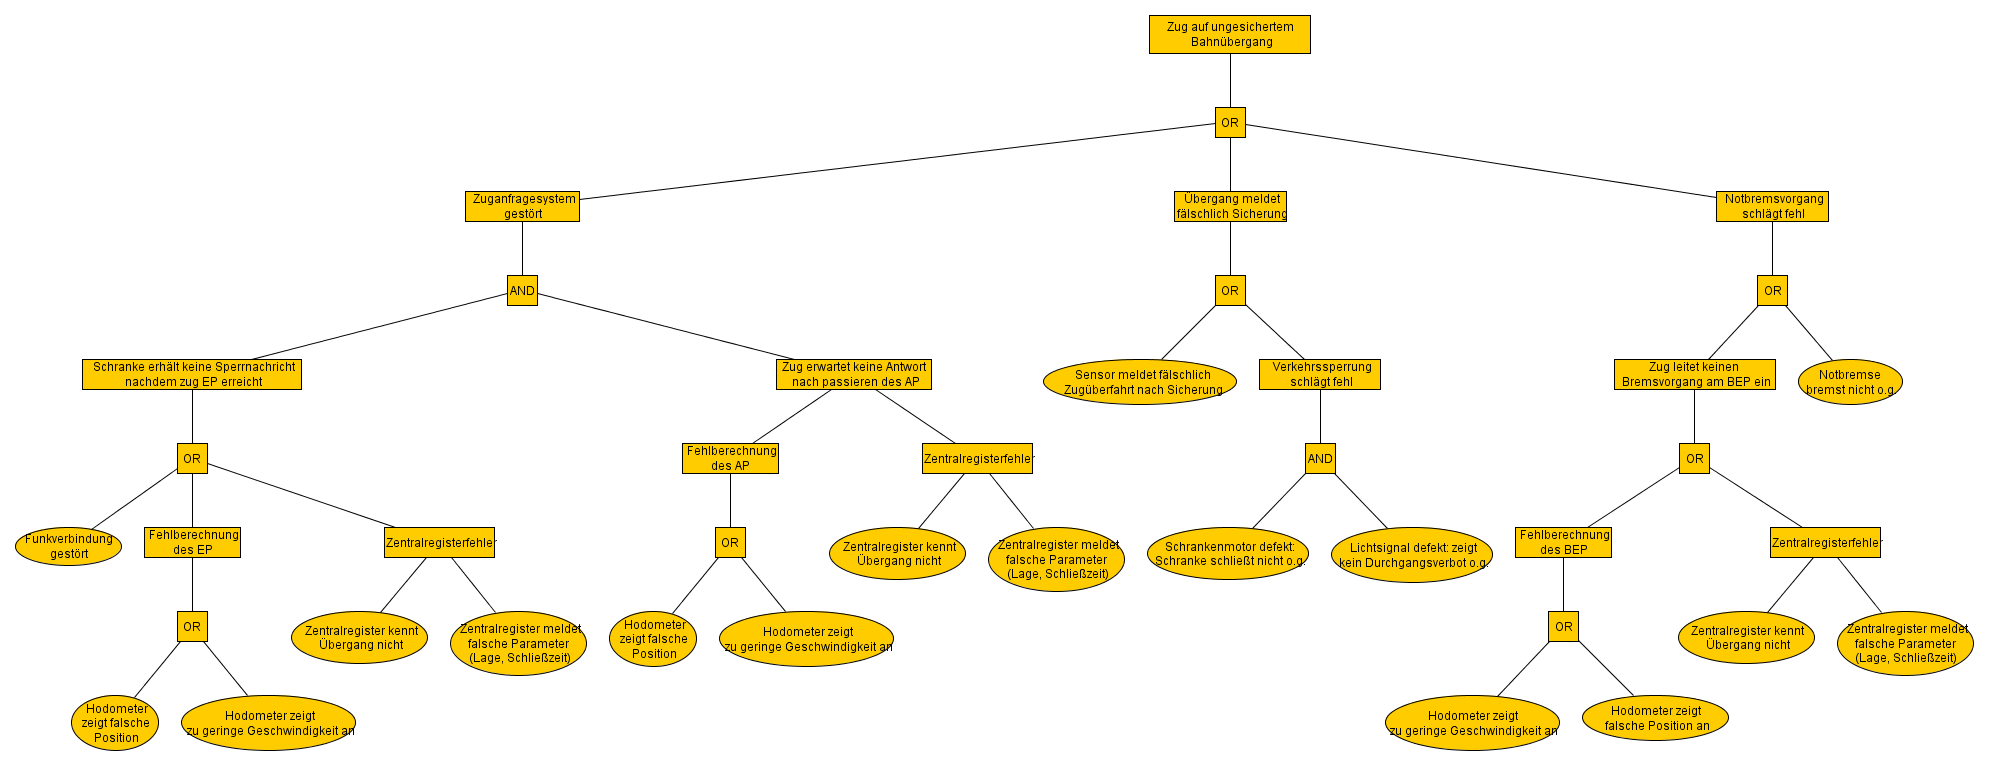 Zug auf ungesichertem
Bahnübergang
OR
Zuganfragesystem
gestört
Übergang meldet
fälschlich Sicherung
Notbremsvorgang
schlägt fehl
AND
OR
OR
Schranke erhält keine Sperrnachricht
nachdem zug EP erreicht
Zug erwartet keine Antwort
nach passieren des AP
Sensor meldet fälschlich
Zugüberfahrt nach Sicherung
Verkehrssperrung
schlägt fehl
Zug leitet keinen
Bremsvorgang am BEP ein
Notbremse
bremst nicht o.g.
OR
Fehlberechnung
des AP
Zentralregisterfehler
AND
OR
Funkverbindung
gestört
Fehlberechnung
des EP
Zentralregisterfehler
OR
Zentralregister kennt
Übergang nicht
Zentralregister meldet
falsche Parameter
(Lage, Schließzeit)
Schrankenmotor defekt:
Schranke schließt nicht o.g.
Lichtsignal defekt: zeigt
kein Durchgangsverbot o.g.
Fehlberechnung
des BEP
Zentralregisterfehler
OR
Zentralregister kennt
Übergang nicht
Zentralregister meldet
falsche Parameter
(Lage, Schließzeit)
Hodometer
zeigt falsche
Position
Hodometer zeigt
zu geringe Geschwindigkeit an
OR
Zentralregister kennt
Übergang nicht
Zentralregister meldet
falsche Parameter
(Lage, Schließzeit)
Hodometer
zeigt falsche
Position
Hodometer zeigt
zu geringe Geschwindigkeit an
Hodometer zeigt
zu geringe Geschwindigkeit an
Hodometer zeigt
falsche Position an